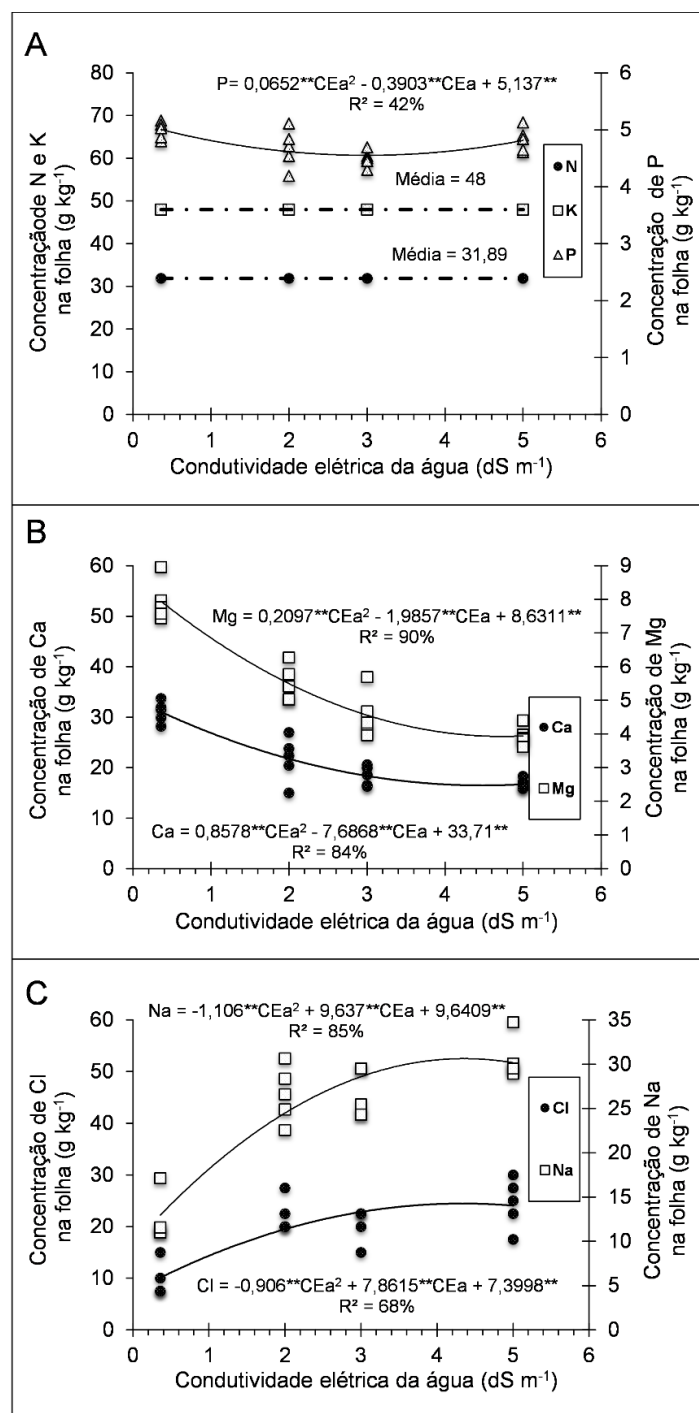 A
P= 0,0652**CEa² - 0,3903**CEa + 5,137**
R² = 42%
Média = 48
Média = 31,89
N
K
P
Concentraçãode N e K
na folha (g kg⁻¹)
80
70
60
50
40
30
20
10
0
Concentração de P
na folha (g kg⁻¹)
6
5
4
3
2
1
0
0 1 2 3 4 5 6
Condutividade elétrica da água (dS m⁻¹)
B
Mg = 0,2097**CEa² - 1,9857**CEa + 8,6311**
R² = 90%
Ca = 0,8578**CEa² - 7,6868**CEa + 33,71**
R² = 84%
Ca
Mg
Concentração de Ca
na folha (g kg⁻¹)
60
50
40
30
20
10
0
Concentração de Mg
na folha (g kg⁻¹)
9
8
7
6
5
4
3
2
1
0
0 1 2 3 4 5 6
Condutividade elétrica da água (dS m⁻¹)
C
Na = -1,106**CEa² + 9,637**CEa + 9,6409**
R² = 85%
Cl = -0,906**CEa² + 7,8615**CEa + 7,3998**
R² = 68%
Cl
Na
Concentração de Cl
na folha (g kg⁻¹)
60
50
40
30
20
10
0
Concentração de Na
na folha (g kg⁻¹)
35
30
25
20
15
10
5
0
0 1 2 3 4 5 6
Condutividade elétrica da água (dS m⁻¹)